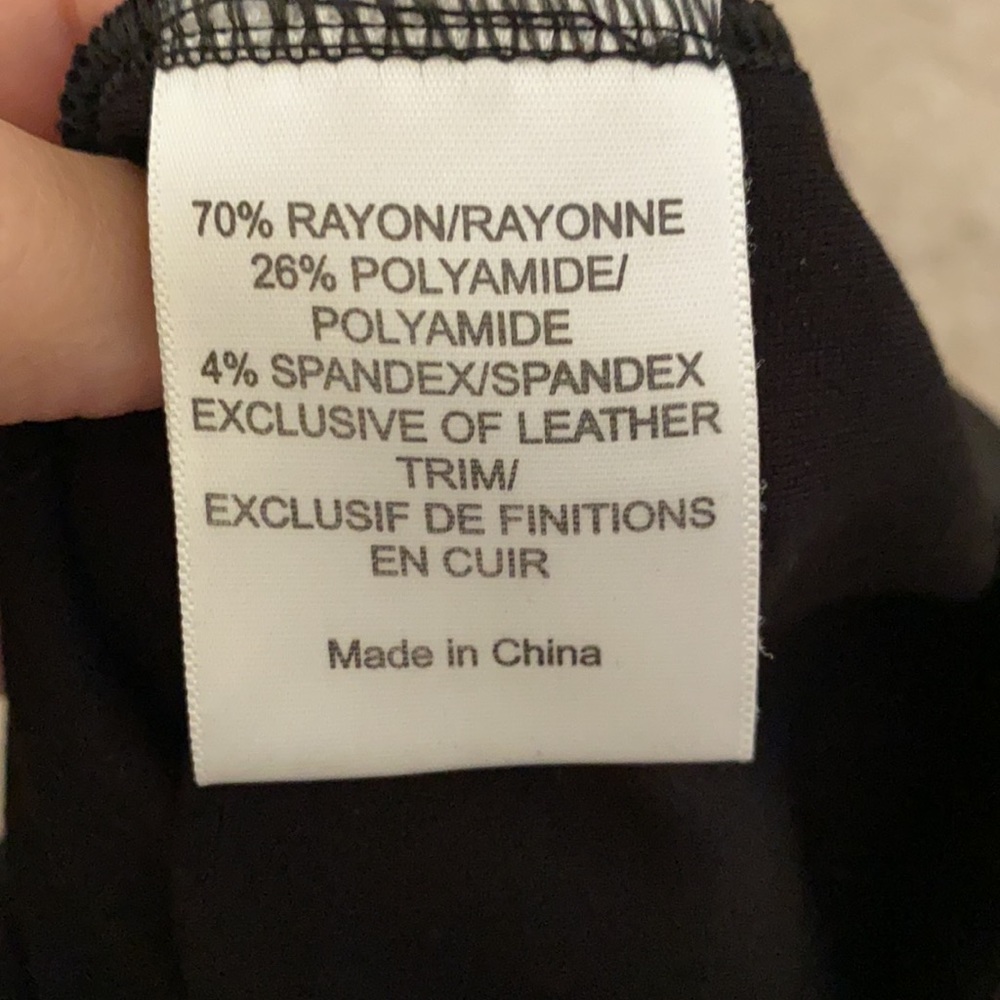 70% RAYON/RAYONNE
26% POLYAMIDE/
POLYAMIDE
4% SPANDEX/SPANDEX
EXCLUSIVE OF LEATHER
TRIM/
EXCLUSIF DE FINITIONS
EN CUIR
Made in China